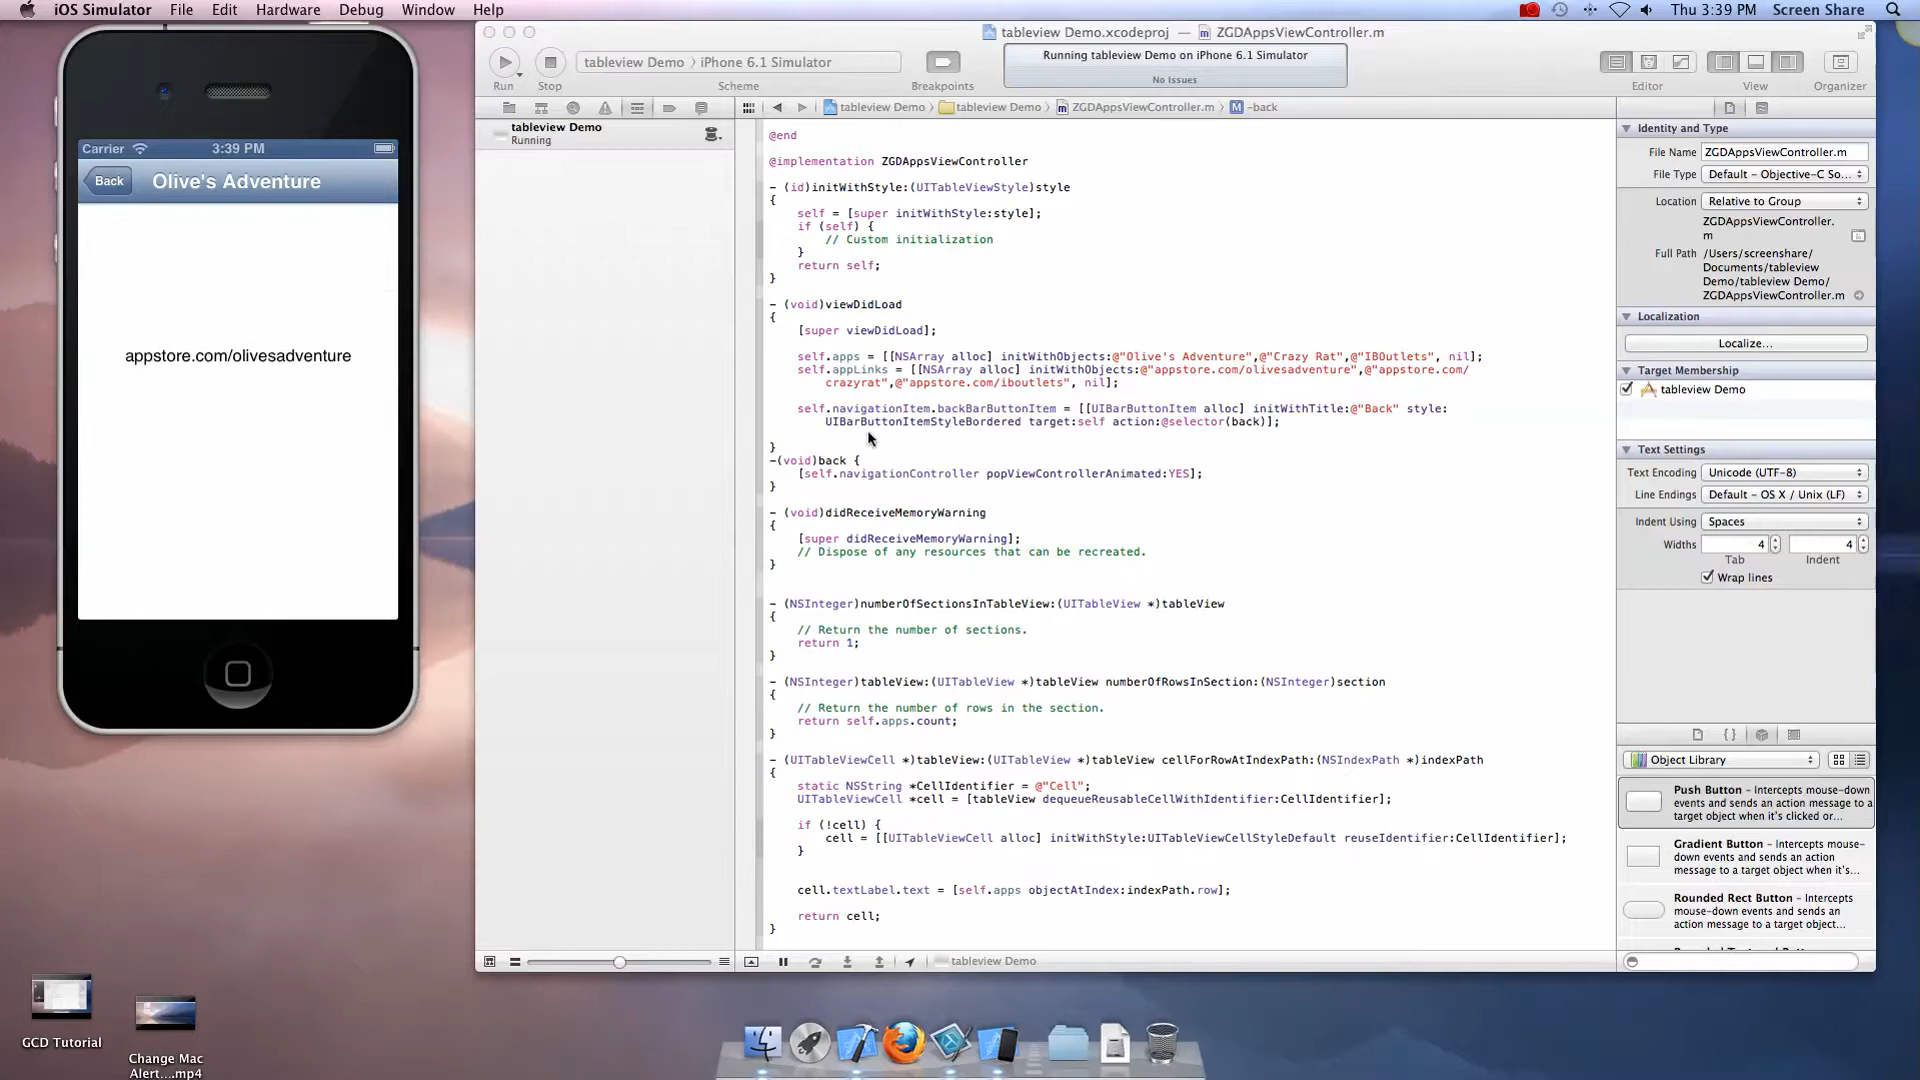 iOS Simulator File Edit Hardware Debug Window Help
Thu 3:39 PM Screen Share
Carrier 3:39 PM
Back Olive's Adventure
appstore.com/olivesadventure
tableview Demo.xcodeproj — ZGDAppsViewController.m
Run Stop
tableview Demo 〉 iPhone 6.1 Simulator
Scheme
Breakpoints
Running tableview Demo on iPhone 6.1 Simulator
No Issues
Editor View Organizer
tableview Demo
Running
tableview Demo 〉 tableview Demo 〉 ZGDAppsViewController.m 〉 M -back
@end
@implementation ZGDAppsViewController
- (id)initWithStyle:(UITableViewStyle)style
{
self = [super initWithStyle:style];
if (self) {
// Custom initialization
}
return self;
}
- (void)viewDidLoad
{
[super viewDidLoad];
self.apps = [[NSArray alloc] initWithObjects:@"Olive's Adventure",@"Crazy Rat",@"IBOutlets", nil];
self.appLinks = [[NSArray alloc] initWithObjects:@"appstore.com/olivesadventure",@"appstore.com/
crazyrat",@"appstore.com/iboutlets", nil];
self.navigationItem.backBarButtonItem = [[UIBarButtonItem alloc] initWithTitle:@"Back" style:
UIBarButtonItemStyleBordered target:self action:@selector(back)];
}
-(void)back {
[self.navigationController popViewControllerAnimated:YES];
}
- (void)didReceiveMemoryWarning
{
[super didReceiveMemoryWarning];
// Dispose of any resources that can be recreated.
}
- (NSInteger)numberOfSectionsInTableView:(UITableView *)tableView
{
// Return the number of sections.
return 1;
}
- (NSInteger)tableView:(UITableView *)tableView numberOfRowsInSection:(NSInteger)section
{
// Return the number of rows in the section.
return self.apps.count;
}
- (UITableViewCell *)tableView:(UITableView *)tableView cellForRowAtIndexPath:(NSIndexPath *)indexPath
{
static NSString *CellIdentifier = @"Cell";
UITableViewCell *cell = [tableView dequeueReusableCellWithIdentifier:CellIdentifier];
if (!cell) {
cell = [[UITableViewCell alloc] initWithStyle:UITableViewCellStyleDefault reuseIdentifier:CellIdentifier];
}
cell.textLabel.text = [self.apps objectAtIndex:indexPath.row];
return cell;
}
tableview Demo
Identity and Type
File Name ZGDAppsViewController.m
File Type Default - Objective-C So...
Location Relative to Group
ZGDAppsViewController.
m
Full Path /Users/screenshare/
Documents/tableview
Demo/tableview Demo/
ZGDAppsViewController.m
Localization
Localize...
Target Membership
tableview Demo
Text Settings
Text Encoding Unicode (UTF-8)
Line Endings Default - OS X / Unix (LF)
Indent Using Spaces
Widths 4 4
Tab Indent
Wrap lines
{}
Object Library
Push Button - Intercepts mouse-down
events and sends an action message to a
target object when it's clicked or...
Gradient Button - Intercepts mouse-
down events and sends an action
message to a target object when it's...
Rounded Rect Button - Intercepts
mouse-down events and sends an
action message to a target object...
GCD Tutorial
Change Mac
Alert....mp4